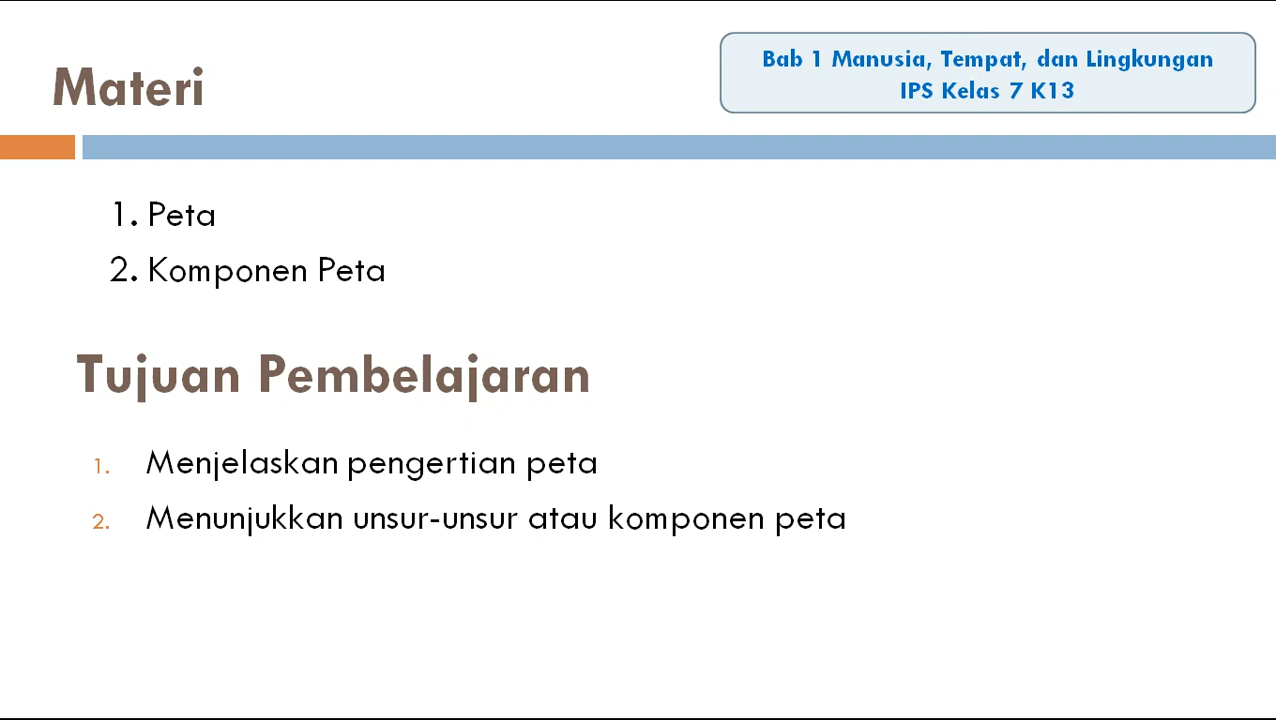 Materi
Bab 1 Manusia, Tempat, dan Lingkungan
IPS Kelas 7 K13
1. Peta
2. Komponen Peta
Tujuan Pembelajaran
1. Menjelaskan pengertian peta
2. Menunjukkan unsur-unsur atau komponen peta